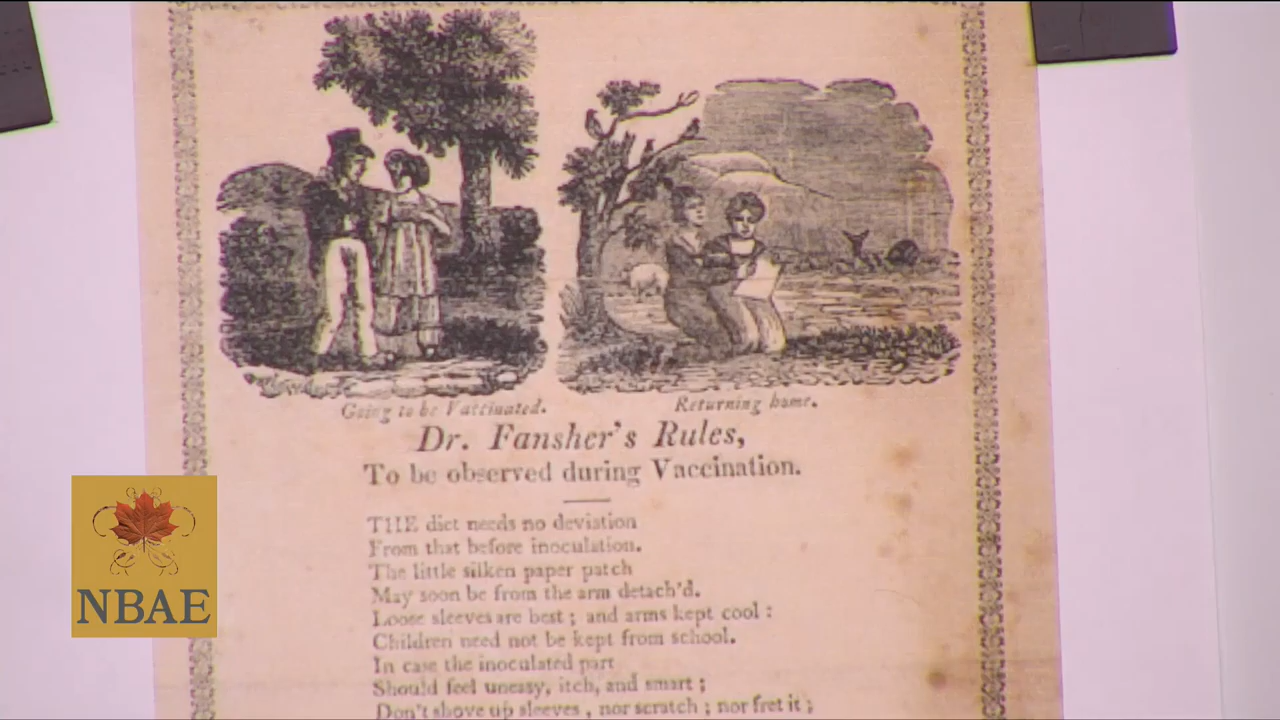 Going to be Vaccinated.
Returning home.
Dr. Fansher's Rules,
To be observed during Vaccination.
THE diet needs no deviation
From that before inoculation.
The little silken paper patch
May soon be from the arm detach'd.
Loose sleeves are best ; and arms kept cool :
Children need not be kept from school.
In case the inoculated part
Should feel uneasy, itch, and smart ;
Don't shove up sleeves , nor scratch ; nor fret it ;
NBAE